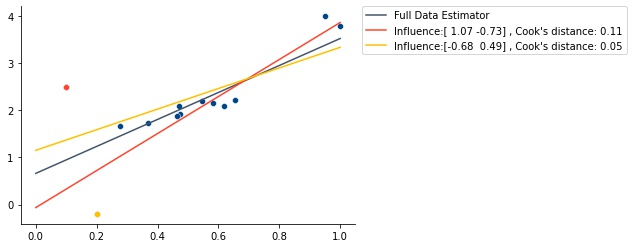 4
3
2
1
0
0.0 0.2 0.4 0.6 0.8 1.0
Full Data Estimator
Influence:[ 1.07 -0.73] , Cook's distance: 0.11
Influence:[-0.68  0.49] , Cook's distance: 0.05